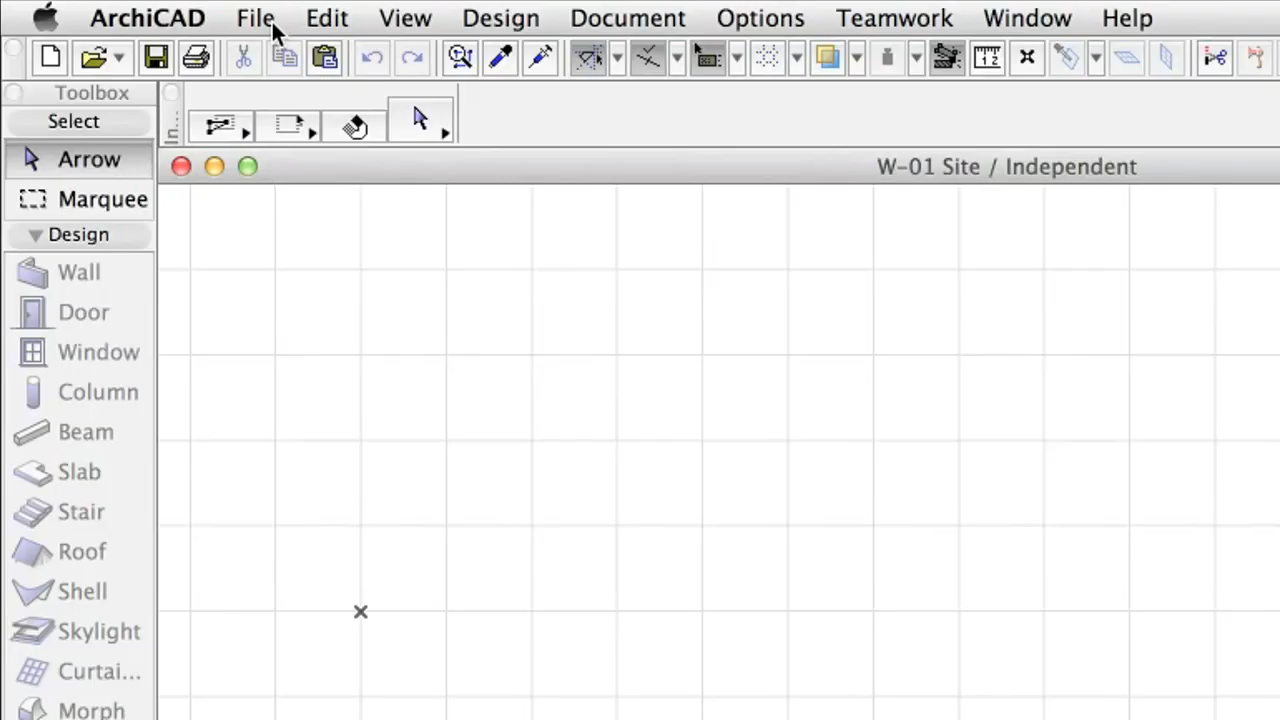 ArchiCAD File Edit View Design Document Options Teamwork Window Help
Toolbox
Select
Arrow
Marquee
Design
Wall
Door
Window
Column
Beam
Slab
Stair
Roof
Shell
Skylight
Curtai...
Morph
W-01 Site / Independent